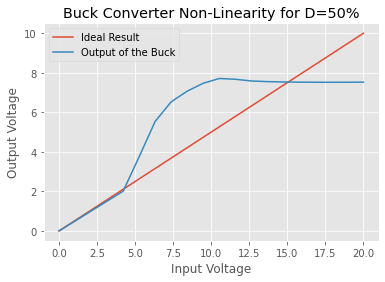 Buck Converter Non-Linearity for D=50%
Ideal Result
Output of the Buck
10
8
6
4
2
0
Output Voltage
0.0 2.5 5.0 7.5 10.0 12.5 15.0 17.5 20.0
Input Voltage